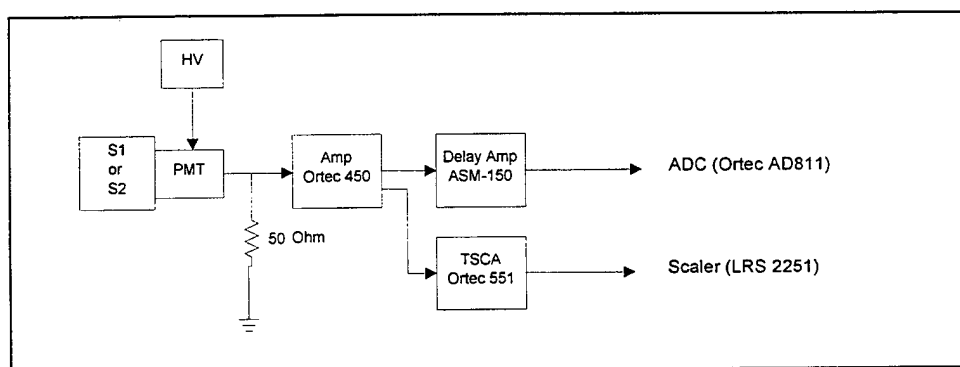 HV
S1
or
S2
PMT
Amp
Ortec 450
Delay Amp
ASM-150
ADC (Ortec AD811)
50 Ohm
TSCA
Ortec 551
Scaler (LRS 2251)